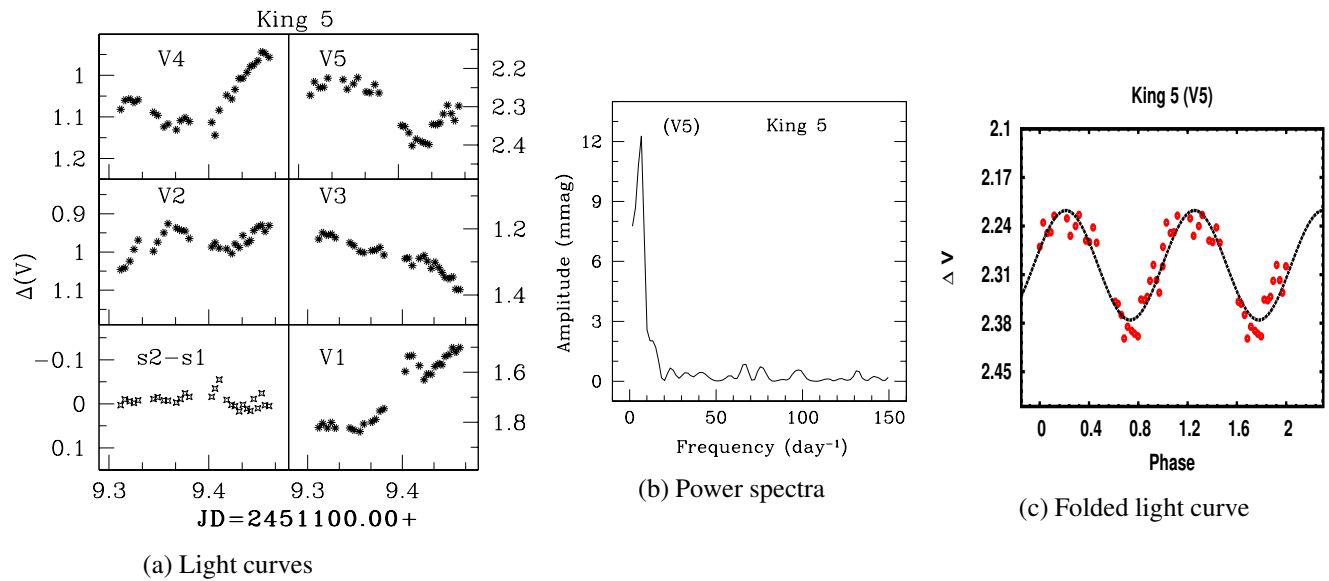 King 5
V4
V5
1
1.1
1.2
2.2
2.3
2.4
V2
V3
0.9
1
1.1
1.2
1.4
Δ(V)
s2-s1
V1
−0.1
0
0.1
1.6
1.8
9.3
9.4
9.3
9.4
JD=2451100.00+
(a) Light curves
(V5)
King 5
12
9
6
3
0
Amplitude (mmag)
0
50
100
150
Frequency (day⁻¹)
(b) Power spectra
King 5 (V5)
2.1
2.17
2.24
2.31
2.38
2.45
Δ V
0
0.4
0.8
1.2
1.6
2
Phase
(c) Folded light curve